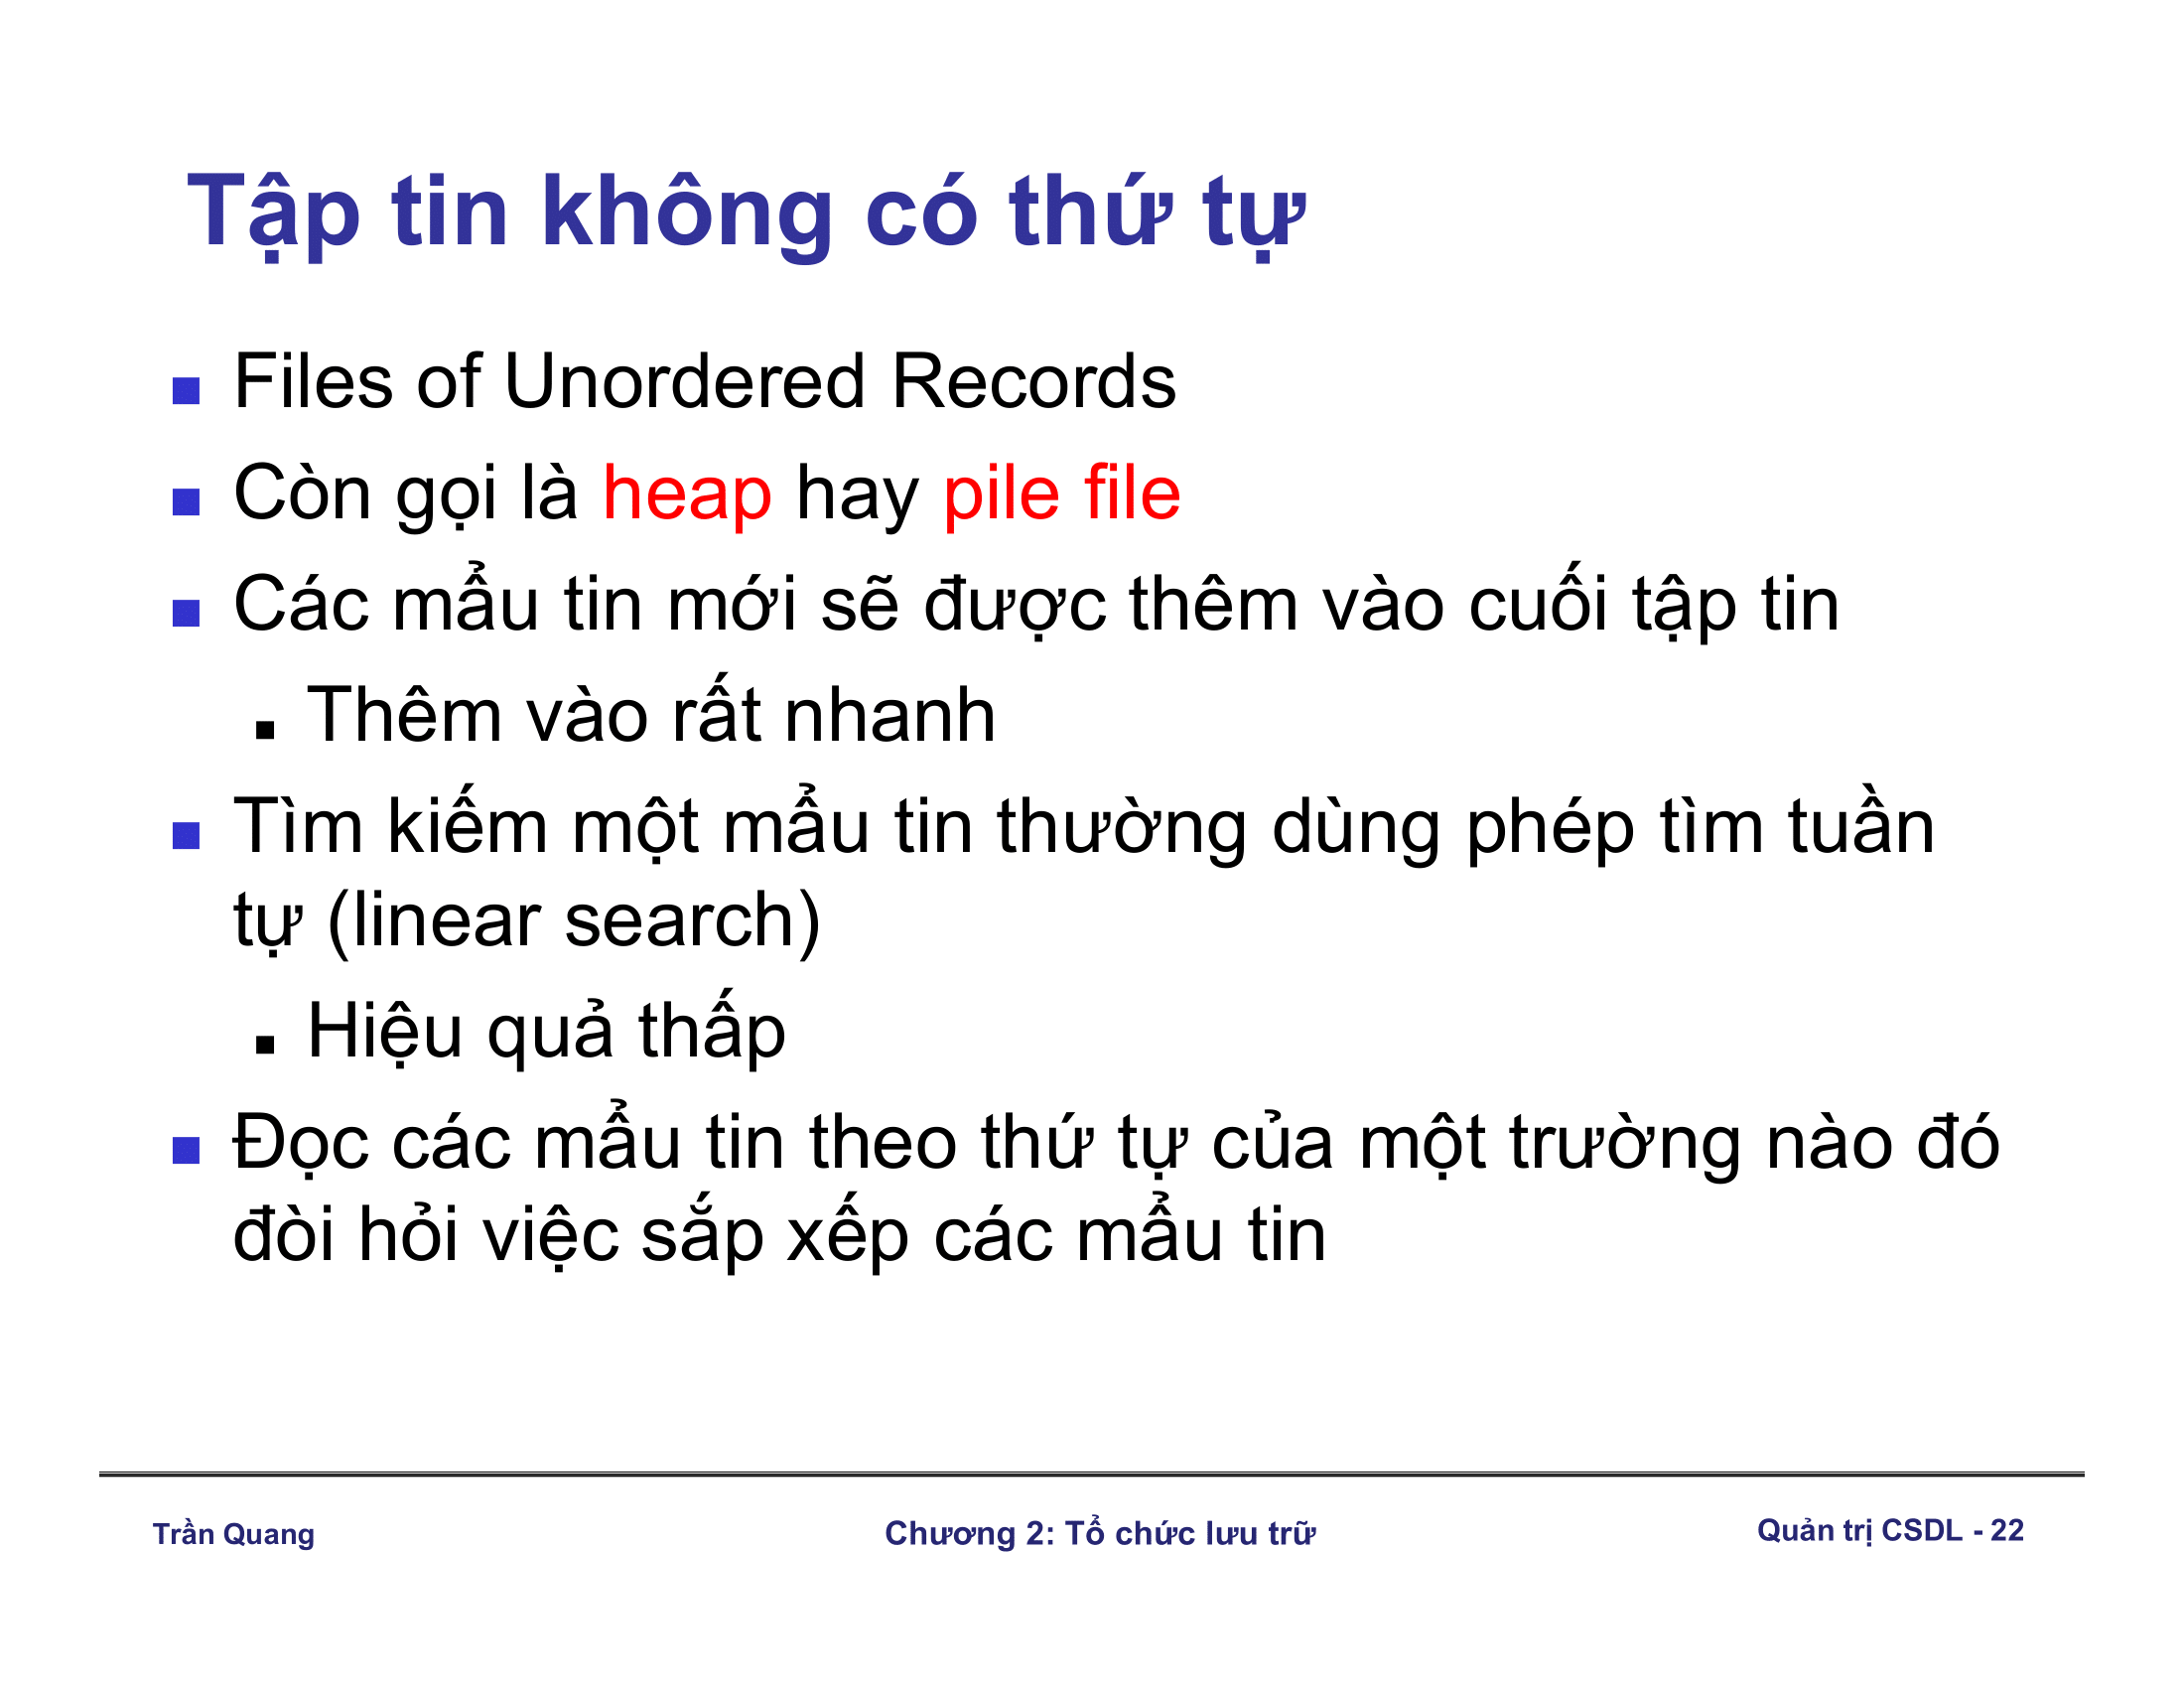 Tập tin không có thứ tự
Files of Unordered Records
Còn gọi là heap hay pile file
Các mẩu tin mới sẽ được thêm vào cuối tập tin
Thêm vào rất nhanh
Tìm kiếm một mẩu tin thường dùng phép tìm tuần
tự (linear search)
Hiệu quả thấp
Đọc các mẩu tin theo thứ tự của một trường nào đó
đòi hỏi việc sắp xếp các mẩu tin
Trần Quang
Chương 2: Tổ chức lưu trữ
Quản trị CSDL - 22